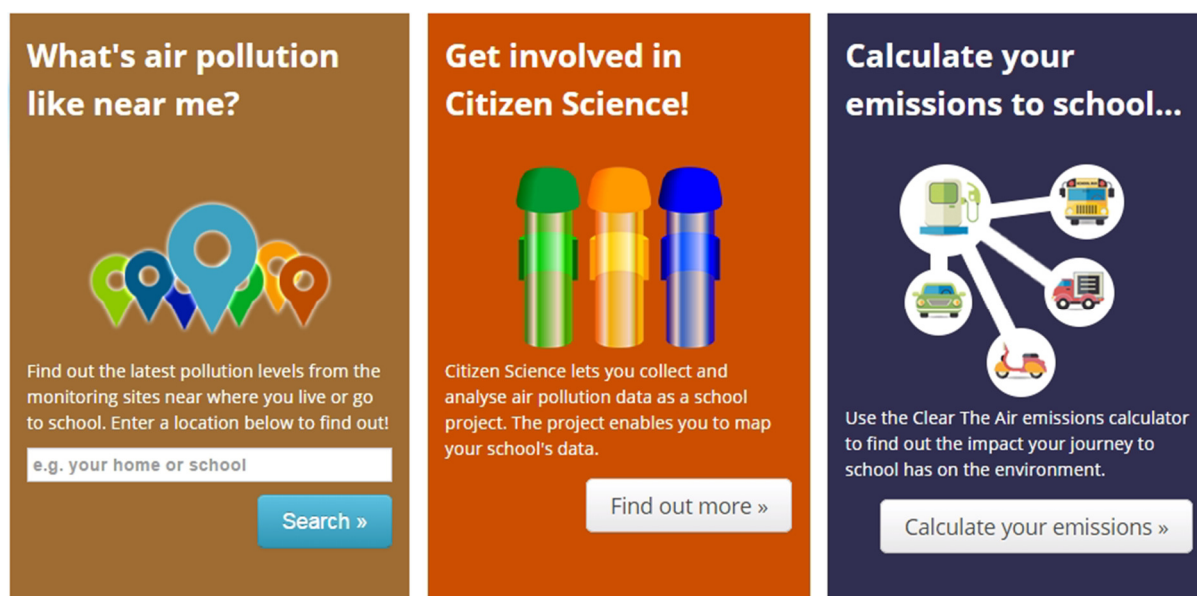 What's air pollution
like near me?
Find out the latest pollution levels from the
monitoring sites near where you live or go
to school. Enter a location below to find out!
e.g. your home or school
Search »
Get involved in
Citizen Science!
Citizen Science lets you collect and
analyse air pollution data as a school
project. The project enables you to map
your school's data.
Find out more »
Calculate your
emissions to school...
SCHOOL BUS
Use the Clear The Air emissions calculator
to find out the impact your journey to
school has on the environment.
Calculate your emissions »